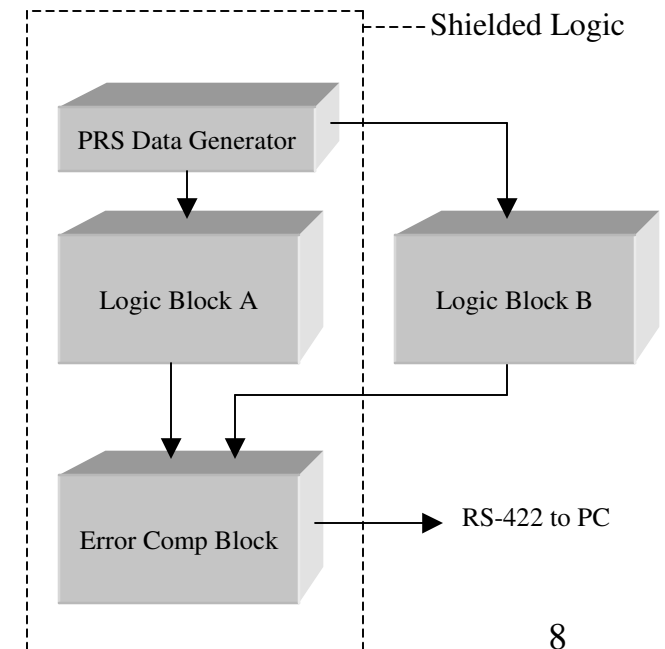 Shielded Logic
PRS Data Generator
Logic Block A
Logic Block B
Error Comp Block
RS-422 to PC
8